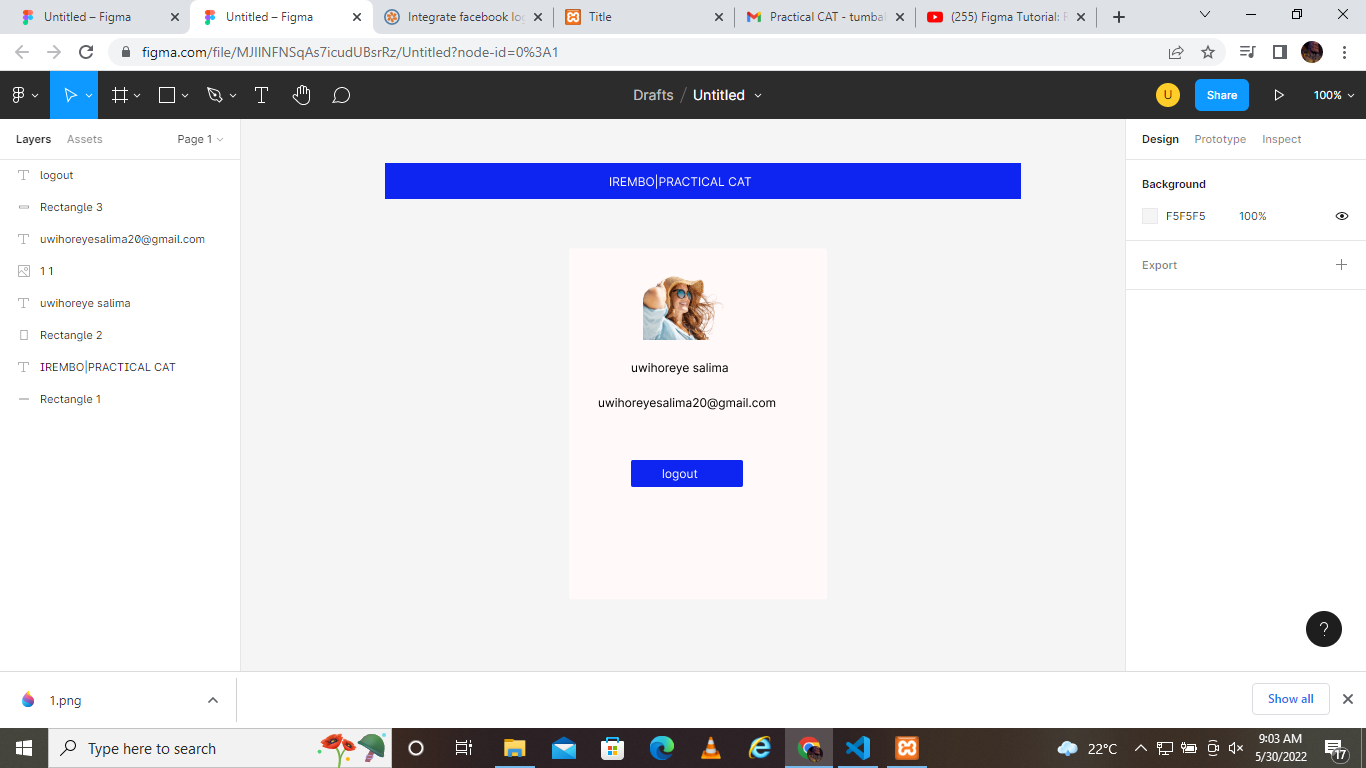 Untitled – Figma
Untitled – Figma
Integrate facebook log
Title
Practical CAT - tumba
(255) Figma Tutorial: P
figma.com/file/MJIINFNSqAs7icudUBsrRz/Untitled?node-id=0%3A1
Drafts / Untitled
U
Share
100%
Layers
Assets
Page 1
Design
Prototype
Inspect
logout
Rectangle 3
uwihoreyesalima20@gmail.com
1 1
uwihoreye salima
Rectangle 2
IREMBO|PRACTICAL CAT
Rectangle 1
IREMBO|PRACTICAL CAT
uwihoreye salima
uwihoreyesalima20@gmail.com
logout
Background
F5F5F5
100%
Export
?
1.png
Show all
Type here to search
22°C
9:03 AM
5/30/2022
17